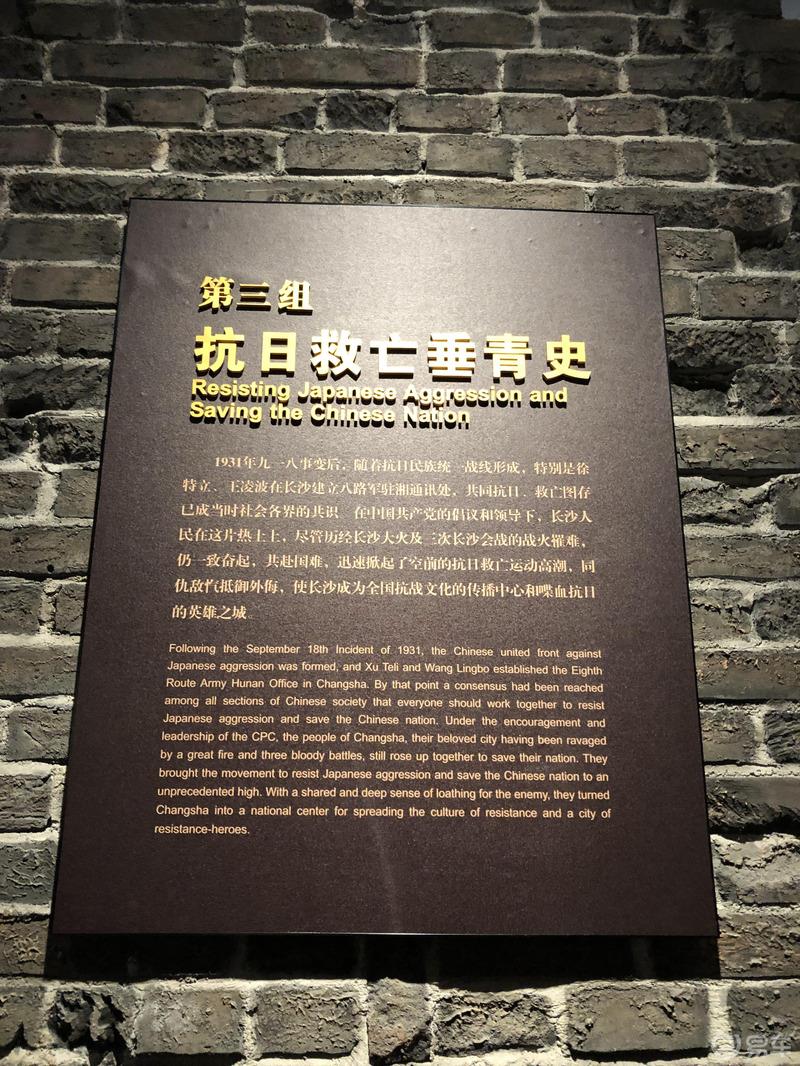 第三组
抗日救亡垂青史
Resisting Japanese Aggression and
Saving the Chinese Nation
1931年九一八事变后，随着抗日民族统一战线形成，特别是徐
特立、王凌波在长沙建立八路军驻湘通讯处，共同抗日、救亡图存
已成当时社会各界的共识。在中国共产党的倡议和领导下，长沙人
民在这片热土上，尽管历经长沙大火及三次长沙会战的战火罹难，
仍一致奋起，共赴国难，迅速掀起了空前的抗日救亡运动高潮，同
仇敌忾抵御外侮，使长沙成为全国抗战文化的传播中心和喋血抗日
的英雄之城。
Following the September 18th Incident of 1931, the Chinese united front against
Japanese aggression was formed, and Xu Teli and Wang Lingbo established the Eighth
Route Army Hunan Office in Changsha. By that point a consensus had been reached
among all sections of Chinese society that everyone should work together to resist
Japanese aggression and save the Chinese nation. Under the encouragement and
leadership of the CPC, the people of Changsha, their beloved city having been ravaged
by a great fire and three bloody battles, still rose up together to save their nation. They
brought the movement to resist Japanese aggression and save the Chinese nation to an
unprecedented high. With a shared and deep sense of loathing for the enemy, they turned
Changsha into a national center for spreading the culture of resistance and a city of
resistance-heroes.
易车